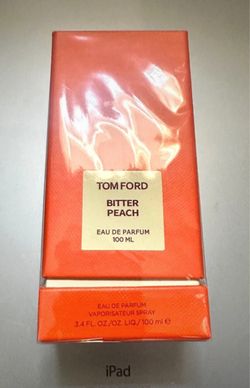 TOM FORD
BITTER
PEACH
EAU DE PARFUM
100 ML
EAU DE PARFUM
VAPORISATEUR SPRAY
3.4 FL. OZ./OZ. LIQ./100 ml ℮
iPad